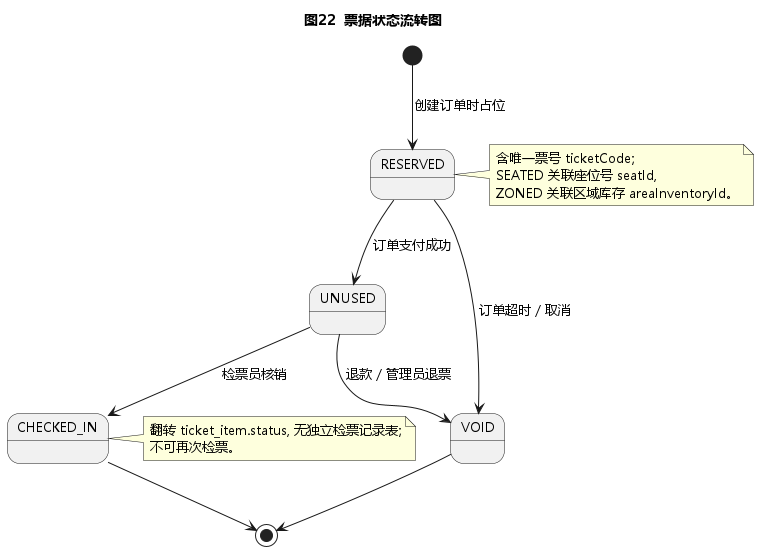 图22 票据状态流转图
创建订单时占位
RESERVED
含唯一票号 ticketCode;
SEATED 关联座位号 seatId,
ZONED 关联区域库存 areaInventoryId。
订单支付成功
UNUSED
订单超时 / 取消
检票员核销
退款 / 管理员退票
CHECKED_IN
翻转 ticket_item.status, 无独立检票记录表;
不可再次检票。
VOID